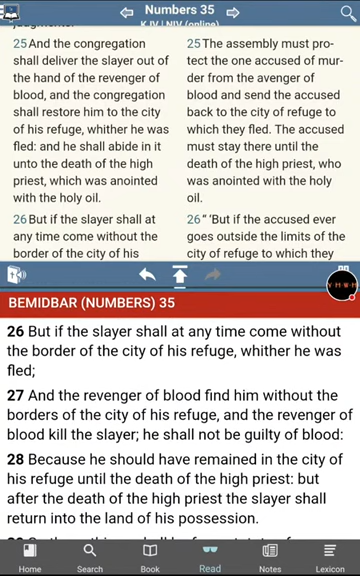 Numbers 35
KJV | NIV (online)
judgments:
25 And the congregation
shall deliver the slayer out of
the hand of the revenger of
blood, and the congregation
shall restore him to the city
of his refuge, whither he was
fled: and he shall abide in it
unto the death of the high
priest, which was anointed
with the holy oil.
26 But if the slayer shall at
any time come without the
border of the city of his
25 The assembly must pro-
tect the one accused of mur-
der from the avenger of
blood and send the accused
back to the city of refuge to
which they fled. The accused
must stay there until the
death of the high priest, who
was anointed with the holy
oil.
26 “ ‘But if the accused ever
goes outside the limits of the
city of refuge to which they
Y-M-W-H
BEMIDBAR (NUMBERS) 35
26 But if the slayer shall at any time come without
the border of the city of his refuge, whither he was
fled;
27 And the revenger of blood find him without the
borders of the city of his refuge, and the revenger of
blood kill the slayer; he shall not be guilty of blood:
28 Because he should have remained in the city of
his refuge until the death of the high priest: but
after the death of the high priest the slayer shall
return into the land of his possession.
Home
Search
Book
Read
Notes
Lexicon